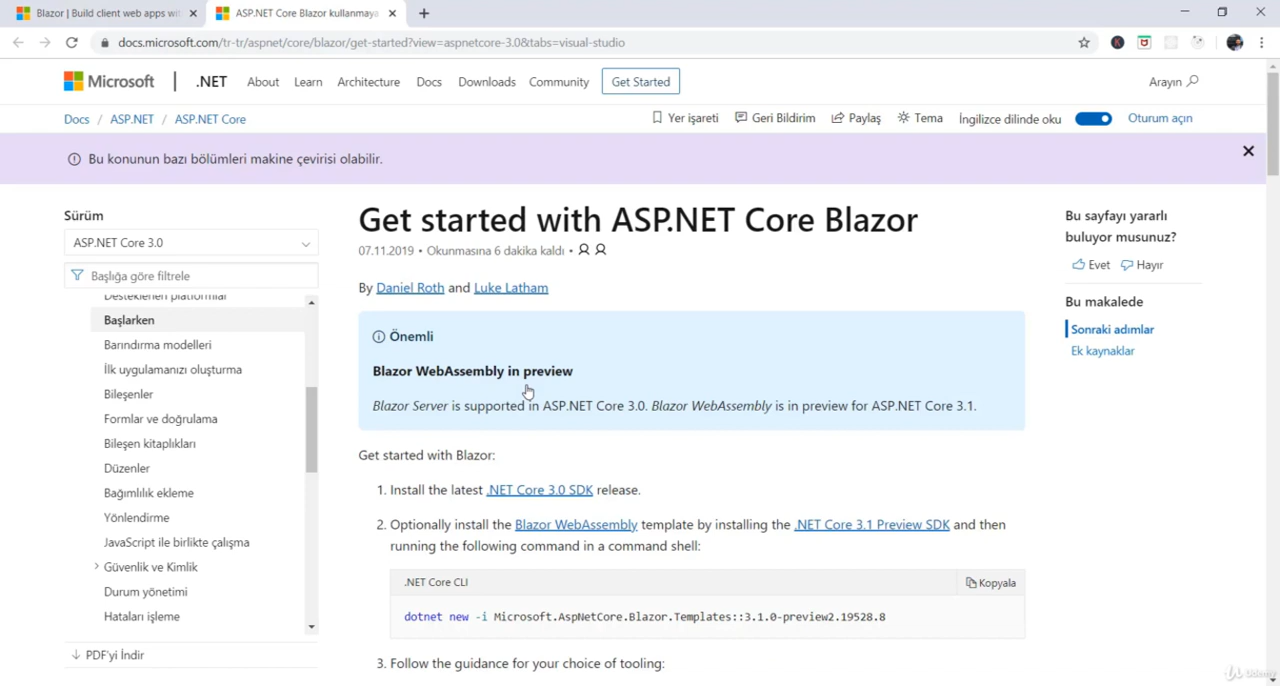 Blazor | Build client web apps wit
ASP.NET Core Blazor kullanmaya
docs.microsoft.com/tr-tr/aspnet/core/blazor/get-started?view=aspnetcore-3.0&tabs=visual-studio
Microsoft | .NET About Learn Architecture Docs Downloads Community Get Started Arayın
Docs / ASP.NET / ASP.NET Core
Yer işareti Geri Bildirim Paylaş Tema İngilizce dilinde oku Oturum açın
Bu konunun bazı bölümleri makine çevirisi olabilir.
Sürüm
ASP.NET Core 3.0
Başlığa göre filtrele
Desteklenen platformlar
Başlarken
Barındırma modelleri
İlk uygulamanızı oluşturma
Bileşenler
Formlar ve doğrulama
Bileşen kitaplıkları
Düzenler
Bağımlılık ekleme
Yönlendirme
JavaScript ile birlikte çalışma
Güvenlik ve Kimlik
Durum yönetimi
Hataları işleme
PDF'yi İndir
Get started with ASP.NET Core Blazor
07.11.2019 • Okunmasına 6 dakika kaldı •
By Daniel Roth and Luke Latham
Önemli
Blazor WebAssembly in preview
Blazor Server is supported in ASP.NET Core 3.0. Blazor WebAssembly is in preview for ASP.NET Core 3.1.
Get started with Blazor:
1. Install the latest .NET Core 3.0 SDK release.
2. Optionally install the Blazor WebAssembly template by installing the .NET Core 3.1 Preview SDK and then
running the following command in a command shell:
.NET Core CLI Kopyala
dotnet new -i Microsoft.AspNetCore.Blazor.Templates::3.1.0-preview2.19528.8
3. Follow the guidance for your choice of tooling:
Bu sayfayı yararlı
buluyor musunuz?
Evet Hayır
Bu makalede
Sonraki adımlar
Ek kaynaklar
Udemy